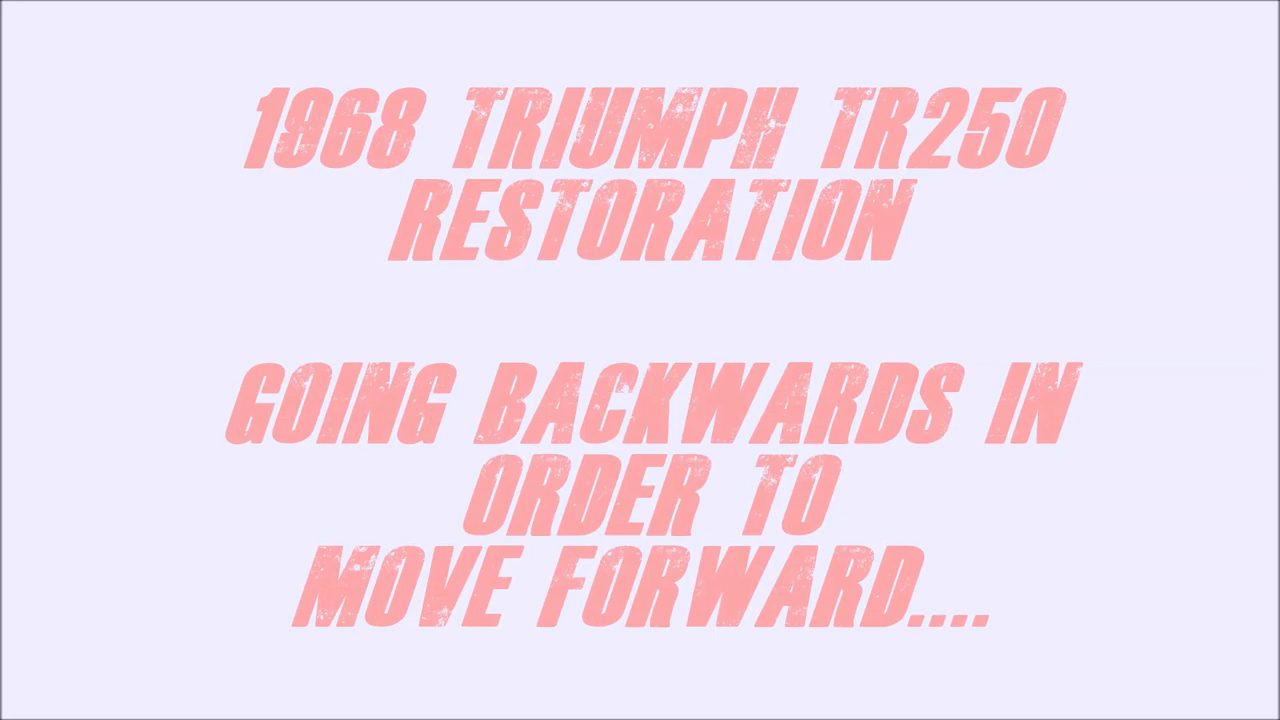 1968 TRIUMPH TR250
RESTORATION
GOING BACKWARDS IN
ORDER TO
MOVE FORWARD....